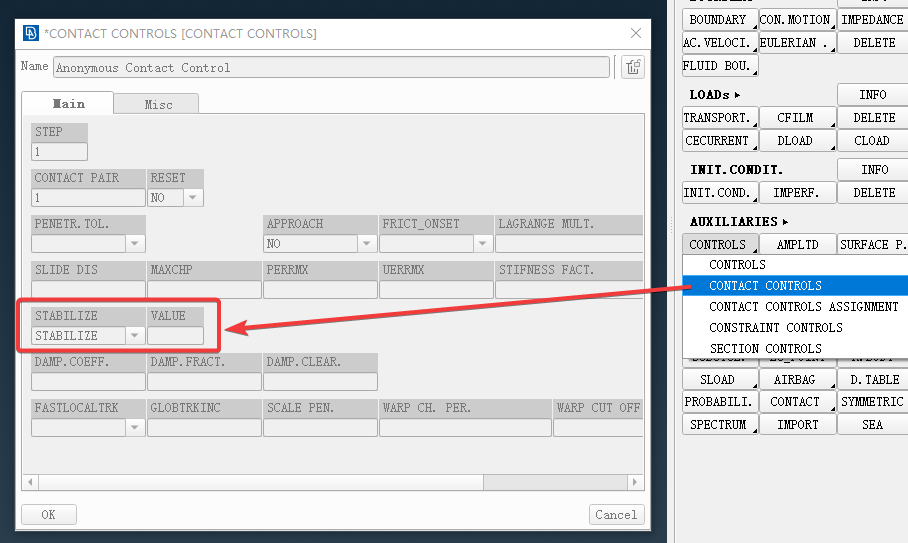 *CONTACT CONTROLS [CONTACT CONTROLS]
Name Anonymous Contact Control
Main Misc
STEP
1
CONTACT PAIR RESET
1 NO
PENETR.TOL. APPROACH FRICT_ONSET LAGRANGE MULT.
NO
SLIDE DIS MAXCHP PERRMX UERRMX STIFNESS FACT.
STABILIZE VALUE
STABILIZE
DAMP.COEFF. DAMP.FRACT. DAMP.CLEAR.
FASTLOCALTRK GLOBTRKINC SCALE PEN. WARP CH. PER. WARP CUT OFF
OK Cancel
BOUNDARY CON.MOTION IMPEDANCE
AC.VELOCI. EULERIAN . DELETE
FLUID BOU.
LOADs INFO
TRANSPORT. CFILM DELETE
CECURRENT DLOAD CLOAD
INIT.CONDIT. INFO
INIT.COND. IMPERF. DELETE
AUXILIARIES
CONTROLS AMPLTD SURFACE P.
CONTROLS
CONTACT CONTROLS
CONTACT CONTROLS ASSIGNMENT
CONSTRAINT CONTROLS
SECTION CONTROLS
SLOAD AIRBAG D.TABLE
PROBABILI. CONTACT SYMMETRIC
SPECTRUM IMPORT SEA